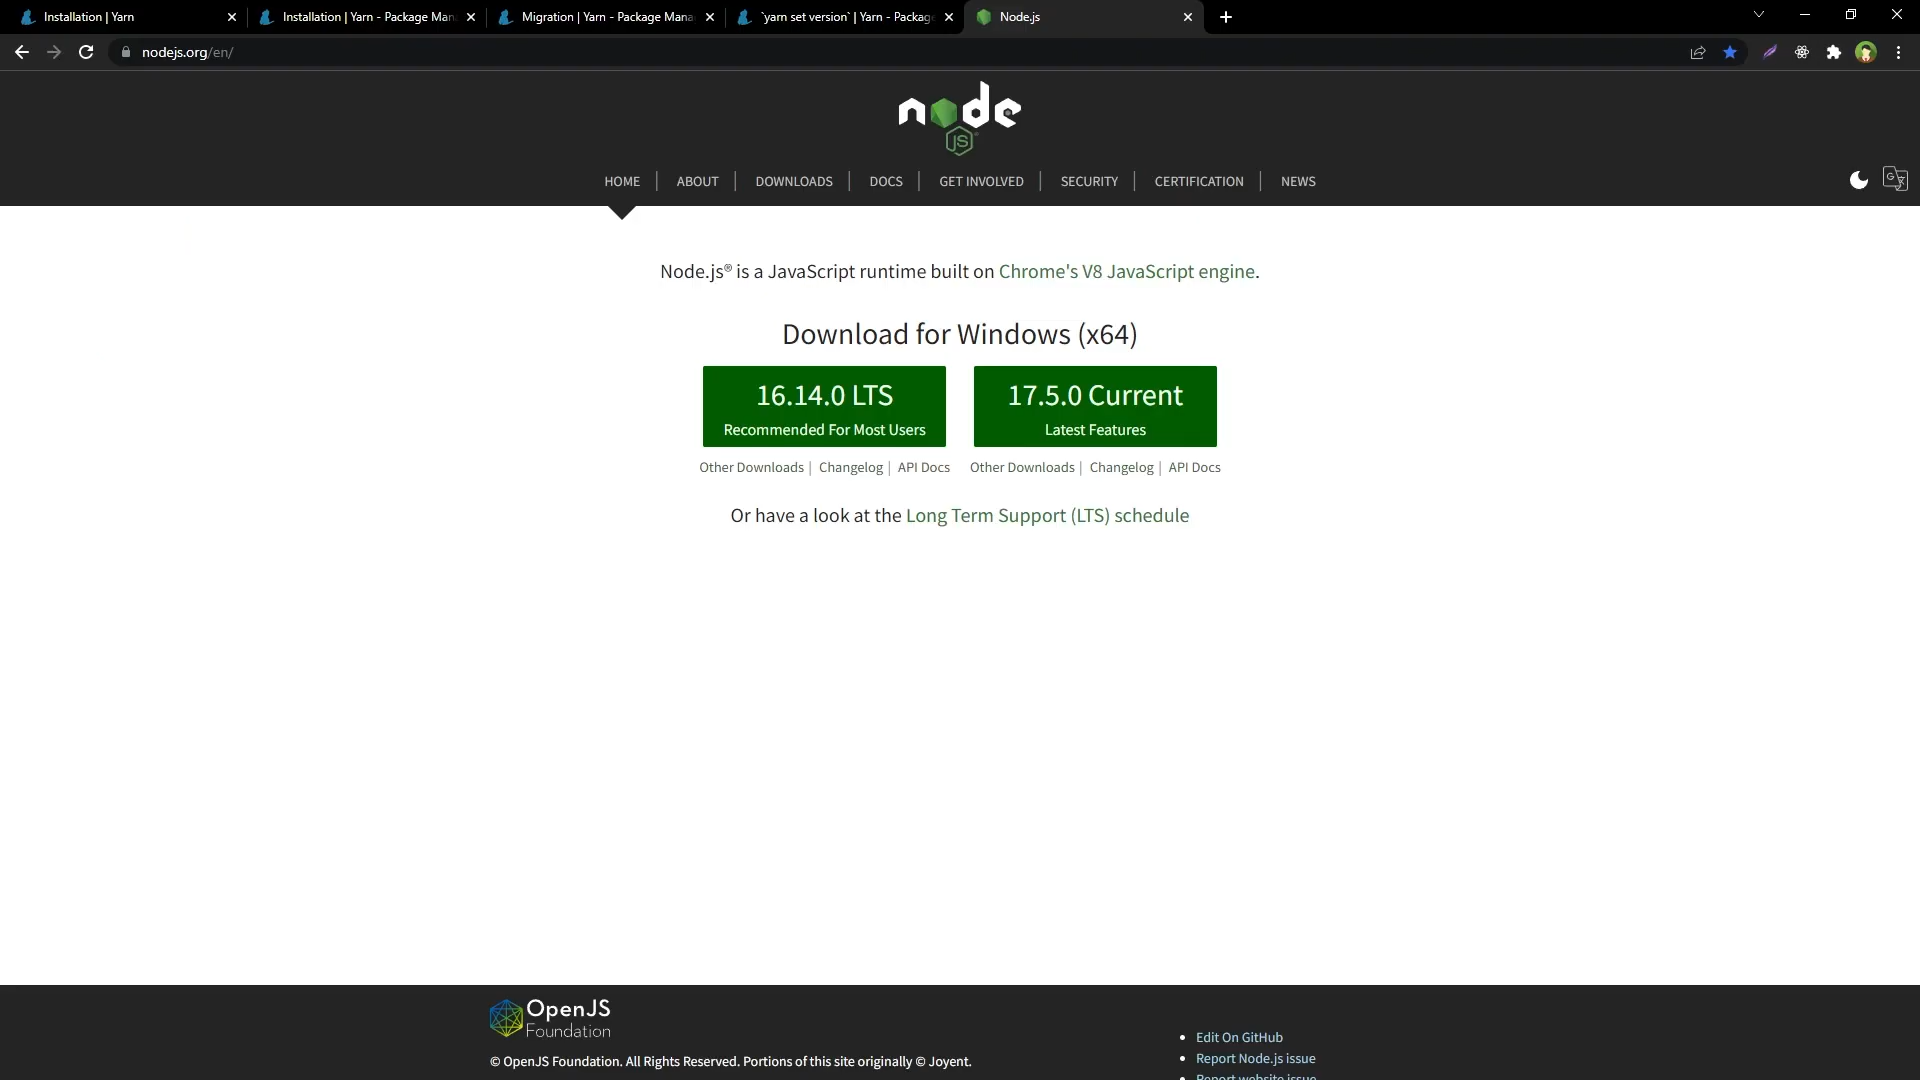 Installation | Yarn
Installation | Yarn - Package Man
Migration | Yarn - Package Mana
`yarn set version` | Yarn - Package
Node.js
nodejs.org/en/
node
JS
HOME | ABOUT | DOWNLOADS | DOCS | GET INVOLVED | SECURITY | CERTIFICATION | NEWS
Node.js® is a JavaScript runtime built on Chrome's V8 JavaScript engine.
Download for Windows (x64)
16.14.0 LTS
Recommended For Most Users
17.5.0 Current
Latest Features
Other Downloads | Changelog | API Docs
Other Downloads | Changelog | API Docs
Or have a look at the Long Term Support (LTS) schedule
OpenJS
Foundation
© OpenJS Foundation. All Rights Reserved. Portions of this site originally © Joyent.
Edit On GitHub
Report Node.js issue
Report website issue